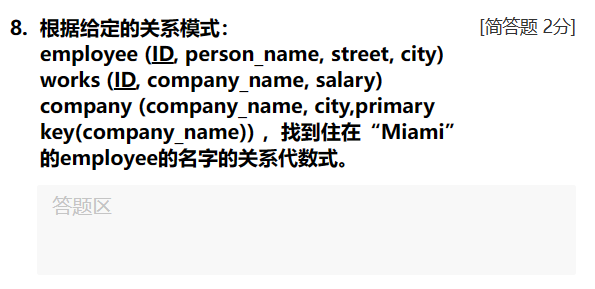 8. 根据给定的关系模式： [简答题 2分]
employee (ID, person_name, street, city)
works (ID, company_name, salary)
company (company_name, city,primary
key(company_name)) ，找到住在“Miami”
的employee的名字的关系代数式。
答题区